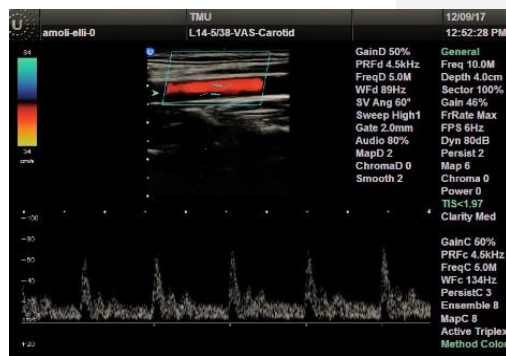 TMU
12/09/17
amoli-elli-0
L14-5/38-VAS-Carotid
12:52:28 PM
34
34
cm/s
GainD 50%
PRFd 4.5kHz
FreqD 5.0M
WFd 89Hz
SV Ang 60°
Sweep High1
Gate 2.0mm
Audio 80%
MapD 2
ChromaD 0
Smooth 2
General
Freq 10.0M
Depth 4.0cm
Sector 100%
Gain 46%
FrRate Max
FPS 6Hz
Dyn 80dB
Persist 2
Map 6
Chroma 0
Power 0
TIS<1.97
Clarity Med
GainC 50%
PRFc 4.5kHz
FreqC 5.0M
WFc 134Hz
PersistC 3
Ensemble 8
MapC 8
Active Triplex
Method Color
-100
+20